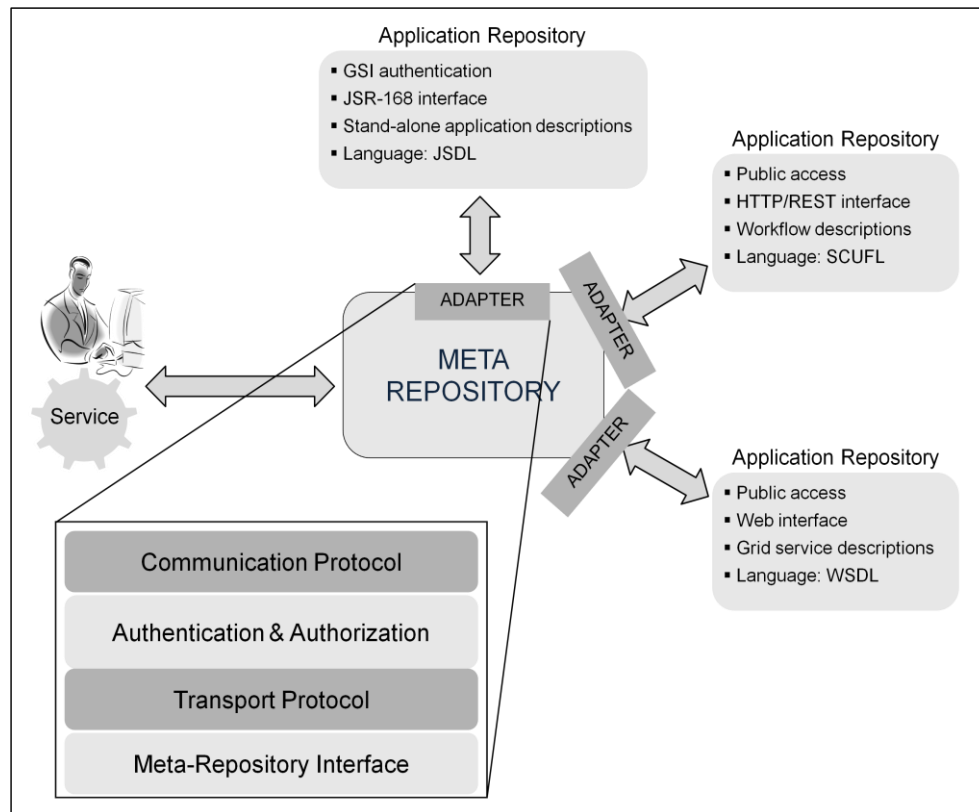 Application Repository
▪ GSI authentication
▪ JSR-168 interface
▪ Stand-alone application descriptions
▪ Language: JSDL
Application Repository
▪ Public access
▪ HTTP/REST interface
▪ Workflow descriptions
▪ Language: SCUFL
ADAPTER
ADAPTER
META
REPOSITORY
Service
ADAPTER
Application Repository
▪ Public access
▪ Web interface
▪ Grid service descriptions
▪ Language: WSDL
Communication Protocol
Authentication & Authorization
Transport Protocol
Meta-Repository Interface